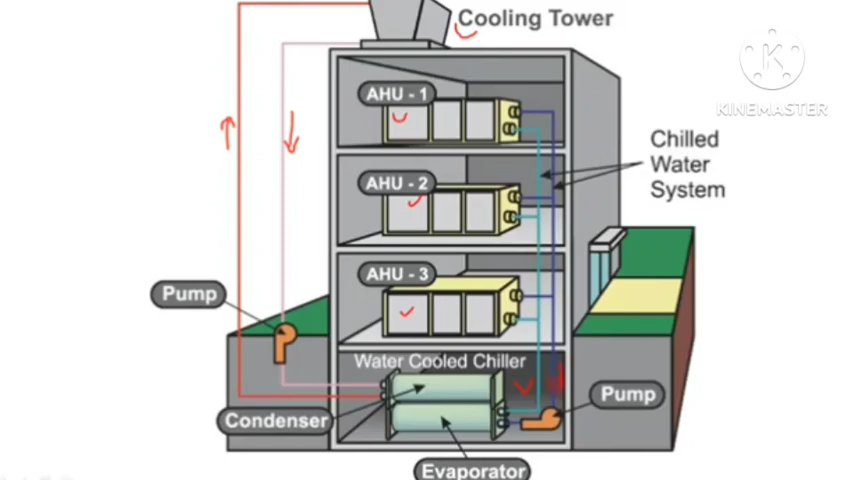 Cooling Tower
K
KINEMASTER
AHU - 1
Chilled
Water
System
AHU - 2
AHU - 3
Pump
Water Cooled Chiller
Pump
Condenser
Evaporator